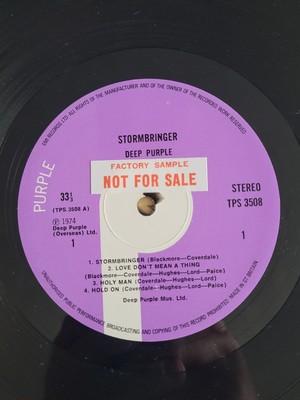 EMI RECORDS LTD ALL RIGHTS OF THE MANUFACTURER AND OF THE OWNER OF THE RECORDED WORK RESERVED
UNAUTHORISED PUBLIC PERFORMANCE BROADCASTING AND COPYING OF THIS RECORD PROHIBITED MADE IN GT BRITAIN
STORMBRINGER
DEEP PURPLE
FACTORY SAMPLE
NOT FOR SALE
PURPLE
33⅓
(TPS. 3508 A)
℗ 1974
Deep Purple
(Overseas) Ltd.
1
STEREO
TPS 3508
1
1. STORMBRINGER (Blackmore—Coverdale)
2. LOVE DON'T MEAN A THING
(Blackmore—Coverdale—Hughes—Lord—Paice)
3. HOLY MAN (Coverdale—Hughes—Lord)
4. HOLD ON (Coverdale—Hughes—Lord—Paice)
Deep Purple Mus. Ltd.